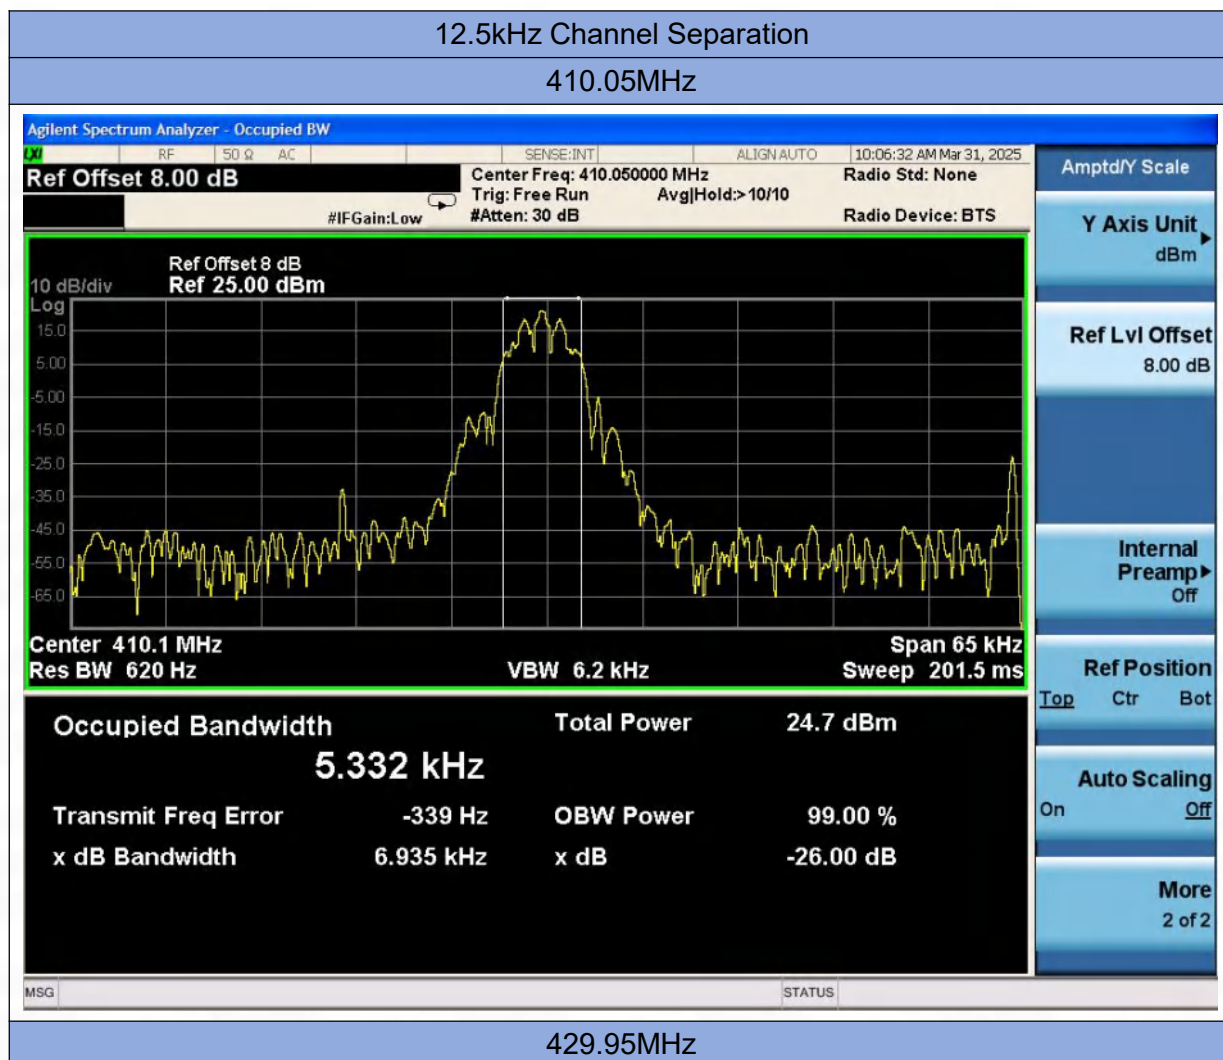 12.5kHz Channel Separation
410.05MHz
Agilent Spectrum Analyzer - Occupied BW
LXI RF 50 Ω AC SENSE:INT ALIGN AUTO 10:06:32 AM Mar 31, 2025
Ref Offset 8.00 dB
Center Freq: 410.050000 MHz
Radio Std: None
Trig: Free Run Avg|Hold:> 10/10
#IFGain:Low #Atten: 30 dB
Radio Device: BTS
Ref Offset 8 dB
10 dB/div Ref 25.00 dBm
Log
15.0
5.00
-5.00
-15.0
-25.0
-35.0
-45.0
-55.0
-65.0
Center 410.1 MHz Span 65 kHz
Res BW 620 Hz VBW 6.2 kHz Sweep 201.5 ms
Occupied Bandwidth Total Power 24.7 dBm
5.332 kHz
Transmit Freq Error -339 Hz OBW Power 99.00 %
x dB Bandwidth 6.935 kHz x dB -26.00 dB
Amptd/Y Scale
Y Axis Unit
dBm
Ref Lvl Offset
8.00 dB
Internal
Preamp
Off
Ref Position
Top Ctr Bot
Auto Scaling
On Off
More
2 of 2
MSG STATUS
429.95MHz